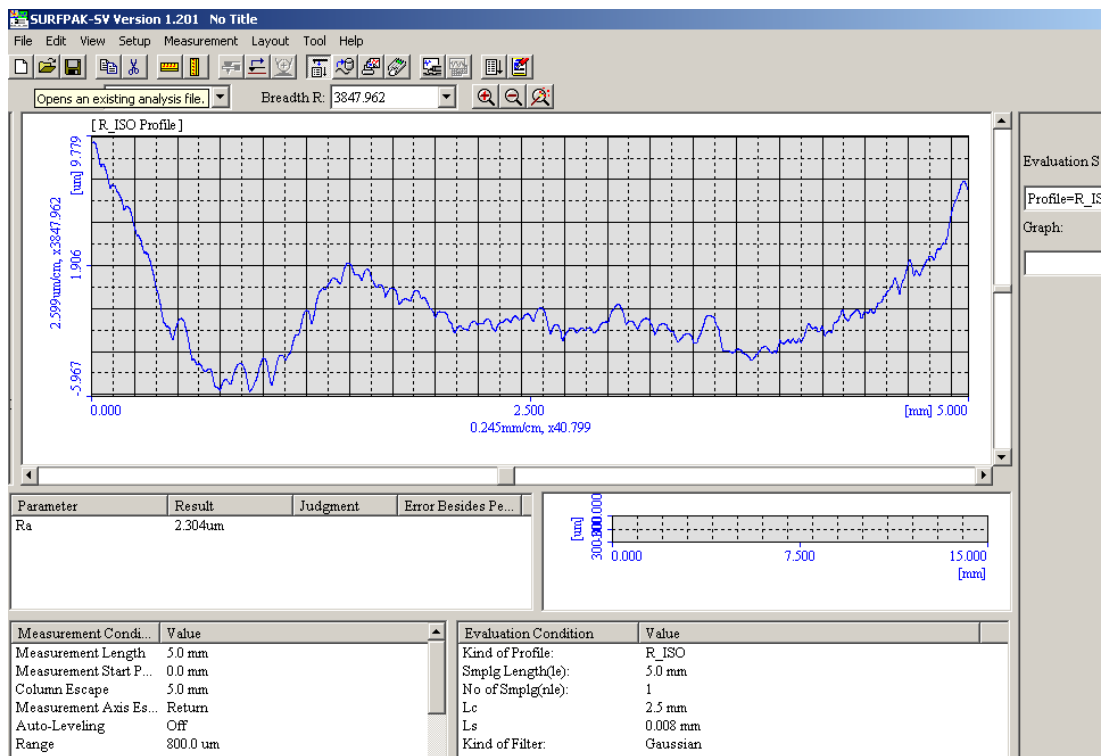 SURFPAK-SV Version 1.201 No Title
File Edit View Setup Measurement Layout Tool Help
Opens an existing analysis file. Breadth R: 3847.962
[ R_ISO Profile ]
[um] 9.779
1.906
-5.967
2.599um/cm, x3847.962
0.000 2.500 [mm] 5.000
0.245mm/cm, x40.799
Evaluation S
Profile=R_IS
Graph:
Parameter Result Judgment Error Besides Pe...
Ra 2.304um
[um]
0.000 7.500 15.000
[mm]
Measurement Condi... Value
Measurement Length 5.0 mm
Measurement Start P... 0.0 mm
Column Escape 5.0 mm
Measurement Axis Es... Return
Auto-Leveling Off
Range 800.0 um
Evaluation Condition Value
Kind of Profile: R_ISO
Smplg Length(le): 5.0 mm
No of Smplg(nle): 1
Lc 2.5 mm
Ls 0.008 mm
Kind of Filter: Gaussian